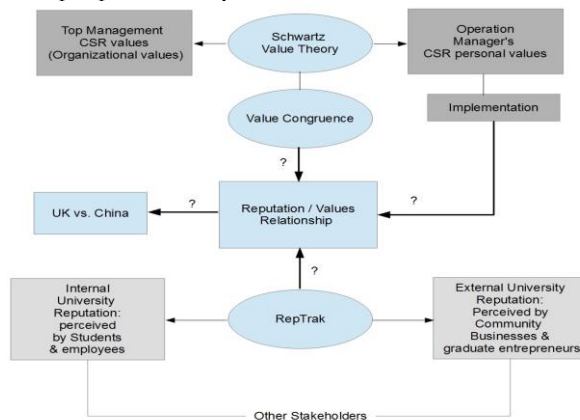 Top Management
CSR values
(Organizational values)
Schwartz
Value Theory
Operation
Manager's
CSR personal values
Implementation
Value Congruence
?
UK vs. China
?
Reputation / Values
Relationship
?
?
Internal
University
Reputation:
perceived
by Students
& employees
RepTrak
External University
Reputation:
Perceived by
Community
Businesses &
graduate entrepreneurs
Other Stakeholders